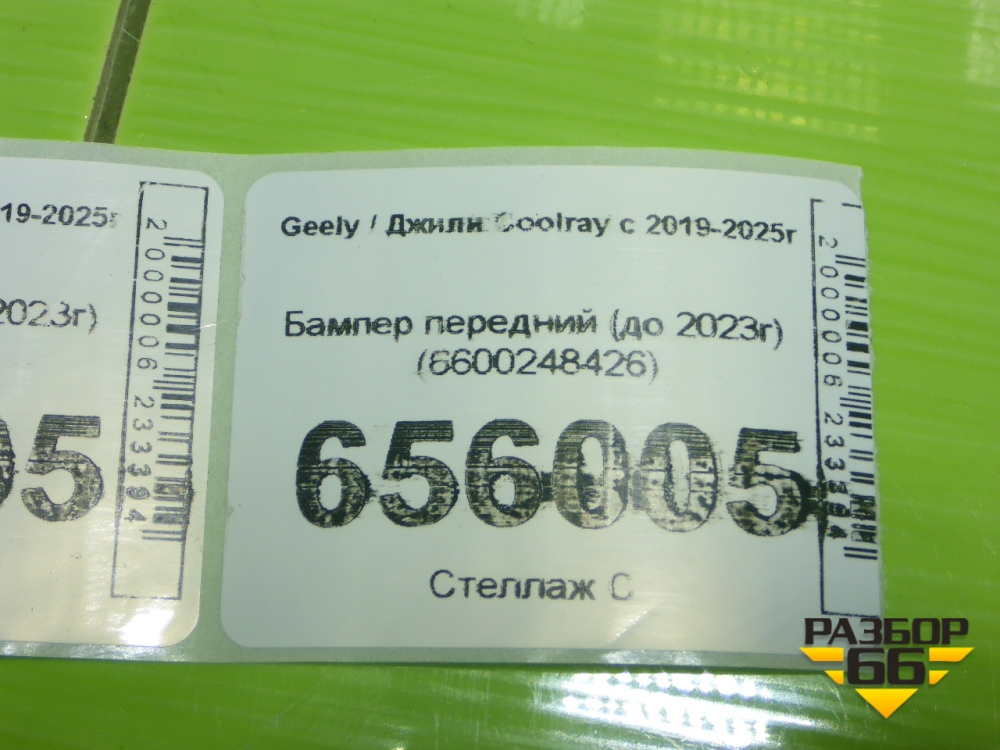 19-2025г
2023г)
05
2000006233394
Geely / Джили Coolray с 2019-2025г
Бампер передний (до 2023г)
(6600248426)
656005
Стеллаж С
2000006233394
РАЗБОР
66